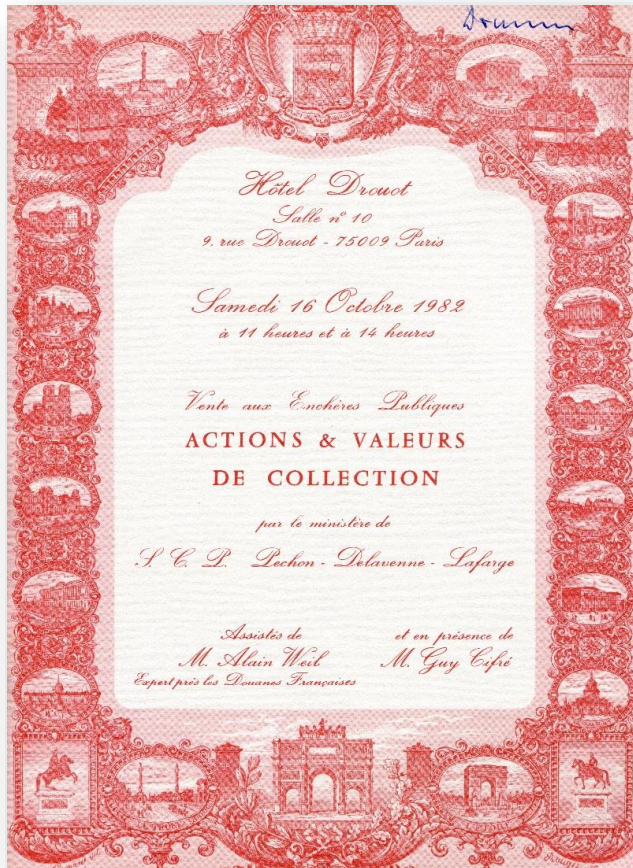 Hôtel Drouot
Salle n° 10
9, rue Drouot - 75009 Paris
Samedi 16 Octobre 1982
à 11 heures et à 14 heures
Vente aux Enchères Publiques
ACTIONS & VALEURS
DE COLLECTION
par le ministère de
S. C. P. Pechon - Delavenne - Lafarge
Assistés de
M. Alain Weil
Expert près les Douanes Françaises
et en présence de
M. Guy Cifré